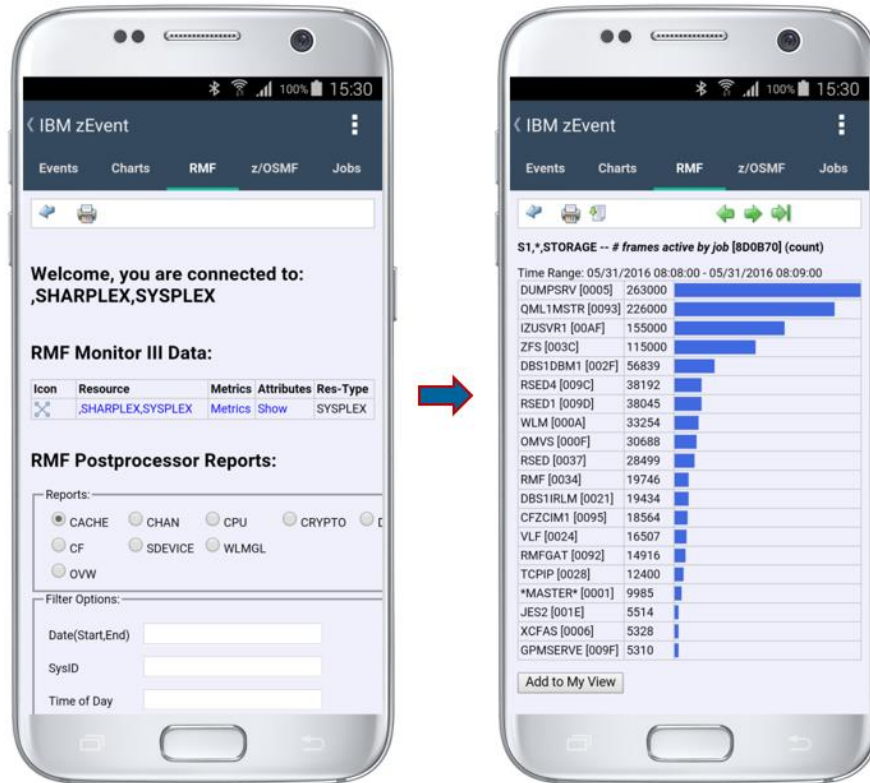 100% 15:30
IBM zEvent
Events Charts RMF z/OSMF Jobs
Welcome, you are connected to:
,SHARPLEX,SYSPLEX
RMF Monitor III Data:
Icon Resource Metrics Attributes Res-Type
,SHARPLEX,SYSPLEX Metrics Show SYSPLEX
RMF Postprocessor Reports:
Reports:
CACHE CHAN CPU CRYPTO
CF SDEVICE WLMGL
OVW
Filter Options:
Date(Start,End)
SysID
Time of Day
100% 15:30
IBM zEvent
Events Charts RMF z/OSMF Jobs
S1,*,STORAGE -- # frames active by job [8D0B70] (count)
Time Range: 05/31/2016 08:08:00 - 05/31/2016 08:09:00
DUMPSRV [0005] 263000
QML1MSTR [0093] 226000
IZUSVR1 [00AF] 155000
ZFS [003C] 115000
DBS1DBM1 [002F] 56839
RSED4 [009C] 38192
RSED1 [009D] 38045
WLM [000A] 33254
OMVS [000F] 30688
RSED [0037] 28499
RMF [0034] 19746
DBS1IRLM [0021] 19434
CFZCIM1 [0095] 18564
VLF [0024] 16507
RMFGAT [0092] 14916
TCPIP [0028] 12400
*MASTER* [0001] 9985
JES2 [001E] 5514
XCFAS [0006] 5328
GPMSERVE [009F] 5310
Add to My View